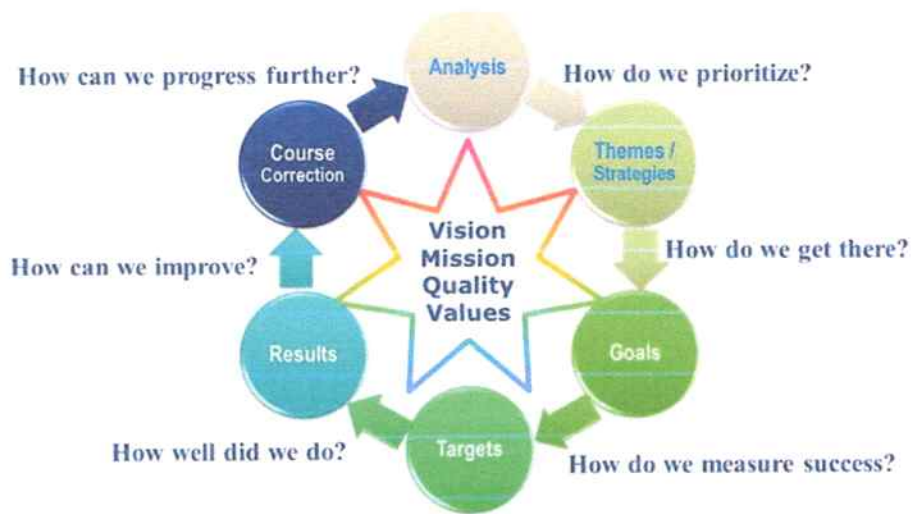 Analysis
How can we progress further?
How do we prioritize?
Course
Correction
Themes /
Strategies
Vision
Mission
Quality
Values
How do we get there?
How can we improve?
Results
Goals
Targets
How well did we do?
How do we measure success?